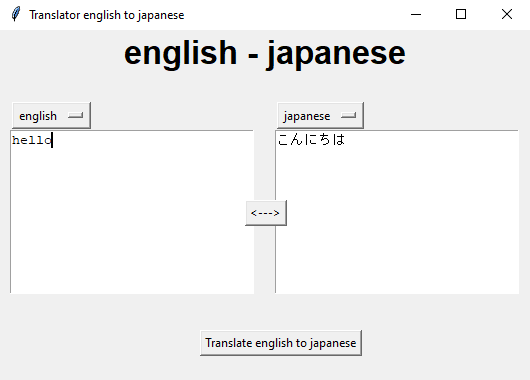 Translator english to japanese
english - japanese
english
japanese
hello
こんにちは
<--->
Translate english to japanese